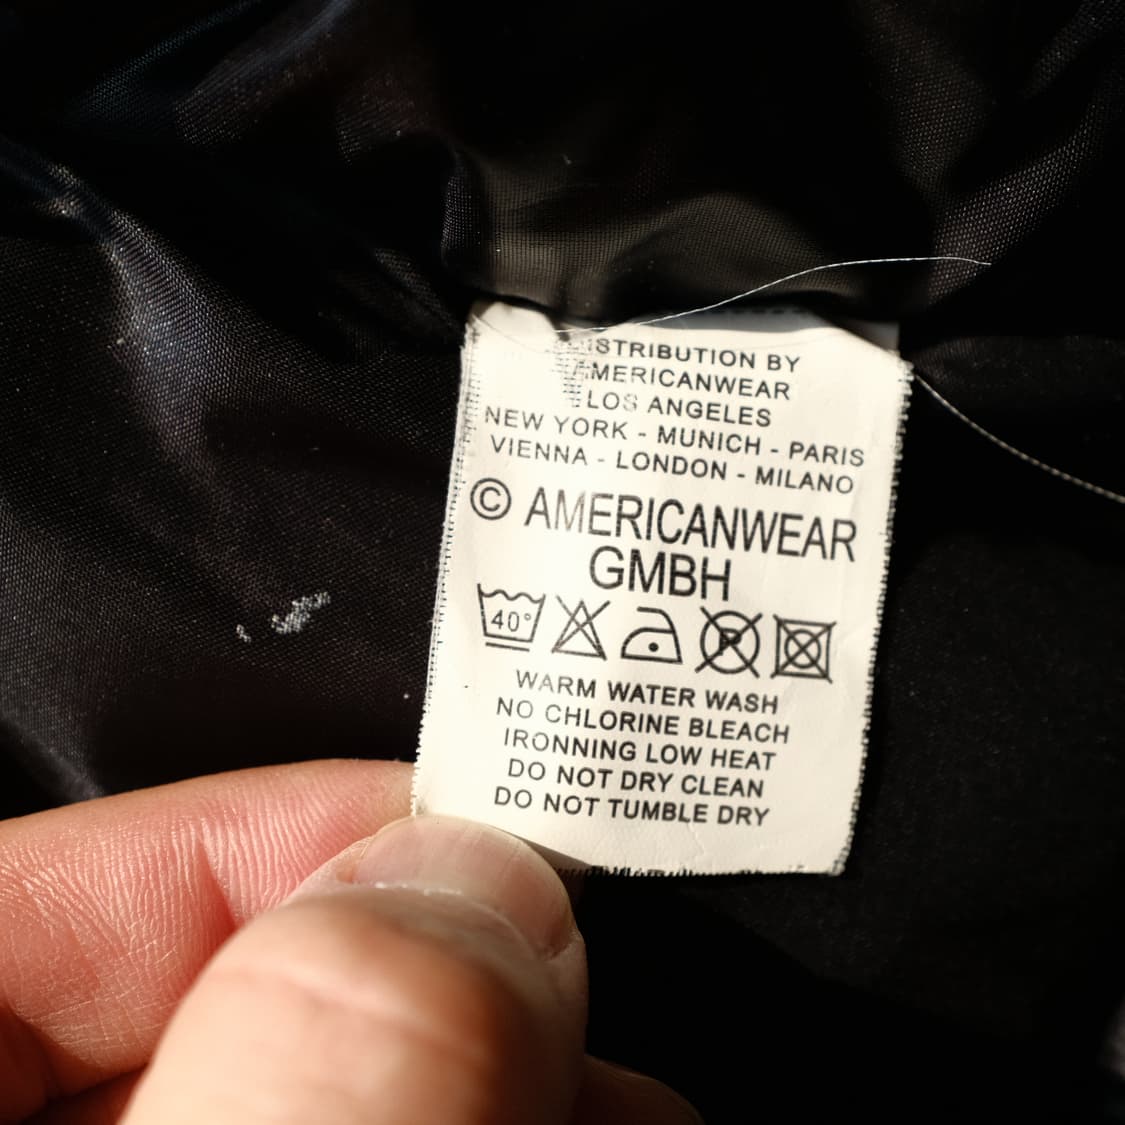 DISTRIBUTION BY
AMERICANWEAR
LOS ANGELES
NEW YORK - MUNICH - PARIS
VIENNA - LONDON - MILANO
© AMERICANWEAR
GMBH
40°
P
WARM WATER WASH
NO CHLORINE BLEACH
IRONNING LOW HEAT
DO NOT DRY CLEAN
DO NOT TUMBLE DRY